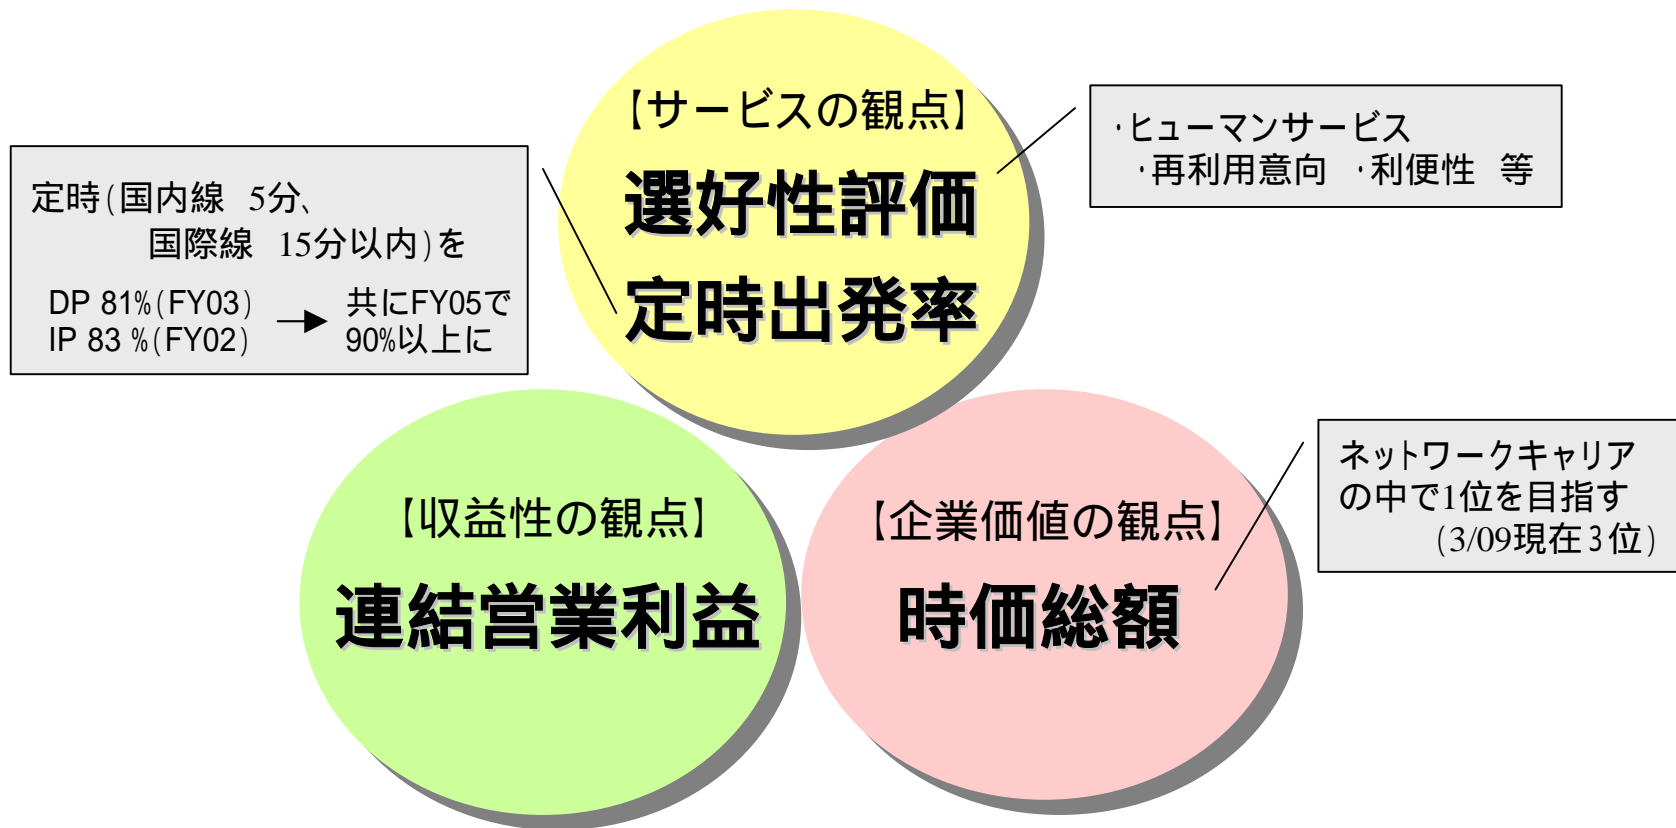 【サービスの観点】
選好性評価
定時出発率
・ヒューマンサービス
・再利用意向 ・利便性 等
定時(国内線 5分、
国際線 15分以内)を
DP 81%(FY03)
IP 83 %(FY02)
共にFY05で
90%以上に
【収益性の観点】
連結営業利益
【企業価値の観点】
時価総額
ネットワークキャリア
の中で1位を目指す
(3/09現在3位)